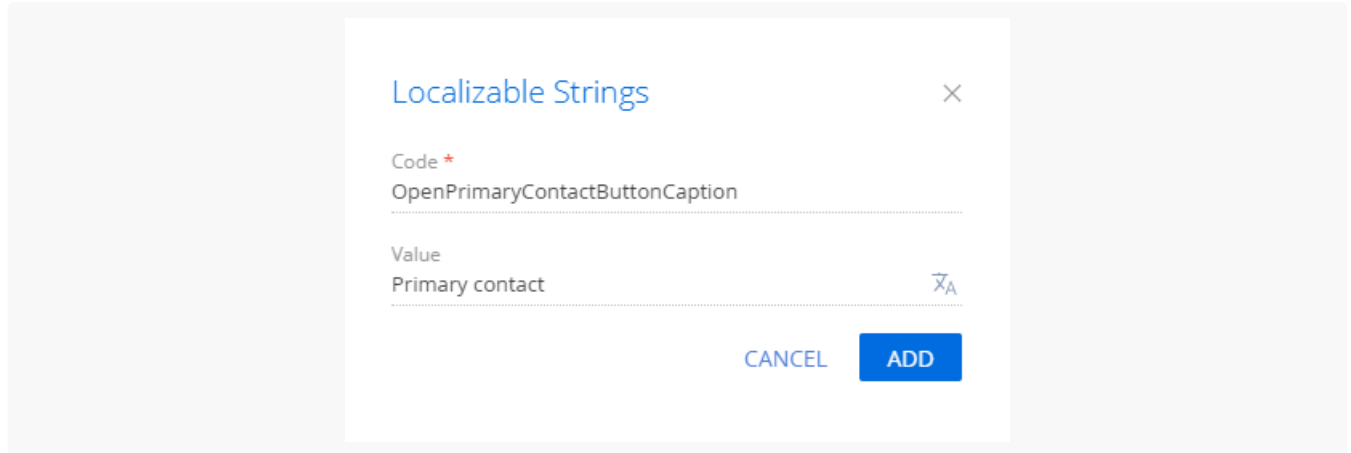 Localizable Strings
Code *
OpenPrimaryContactButtonCaption
Value
Primary contact
CANCEL ADD